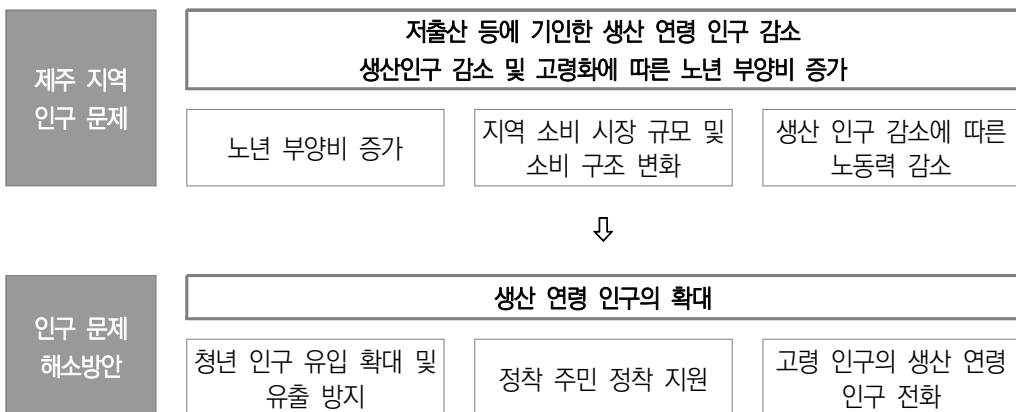 제주 지역
인구 문제
저출산 등에 기인한 생산 연령 인구 감소
생산인구 감소 및 고령화에 따른 노년 부양비 증가
노년 부양비 증가
지역 소비 시장 규모 및
소비 구조 변화
생산 인구 감소에 따른
노동력 감소
⇩
인구 문제
해소방안
생산 연령 인구의 확대
청년 인구 유입 확대 및
유출 방지
정착 주민 정착 지원
고령 인구의 생산 연령
인구 전화